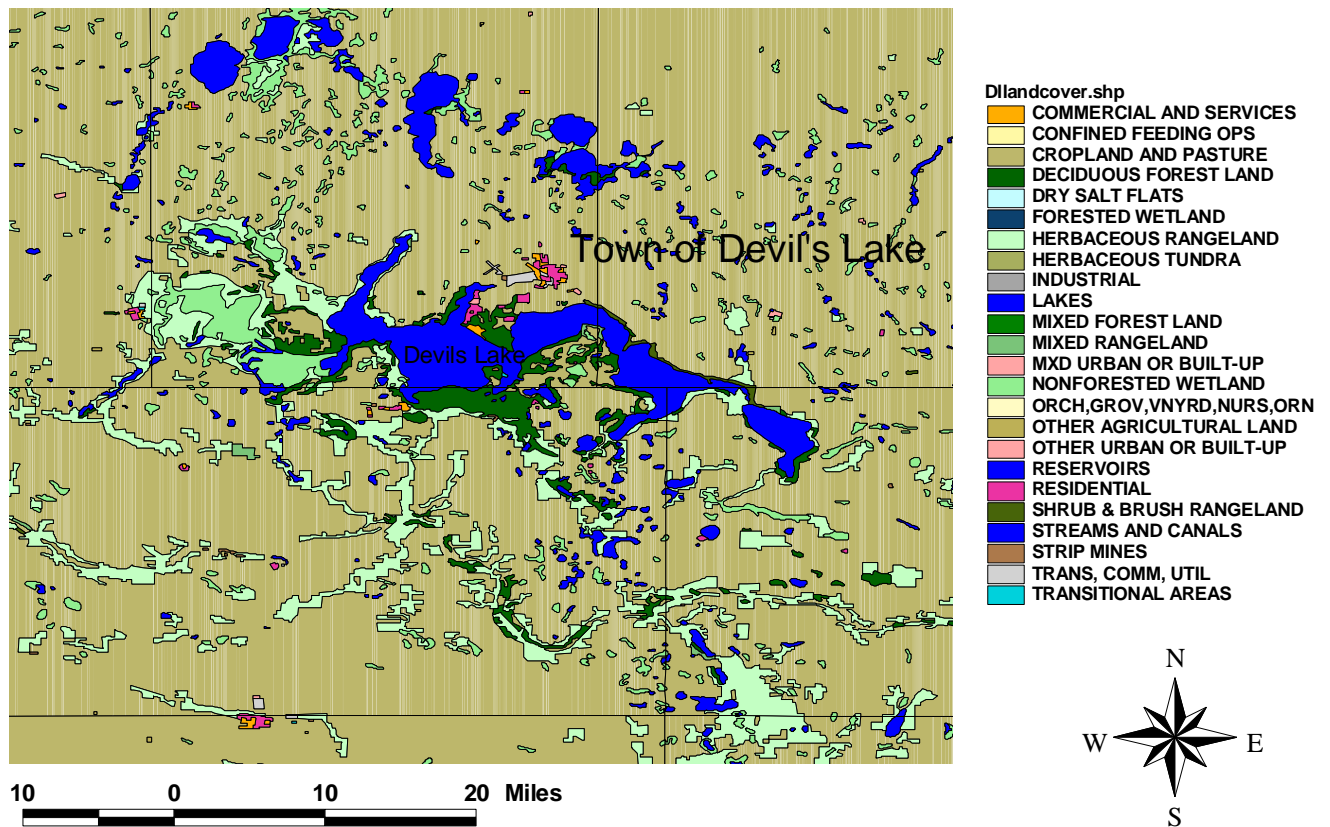 Town of Devil's Lake
Devils Lake
Dllandcover.shp
COMMERCIAL AND SERVICES
CONFINED FEEDING OPS
CROPLAND AND PASTURE
DECIDUOUS FOREST LAND
DRY SALT FLATS
FORESTED WETLAND
HERBACEOUS RANGELAND
HERBACEOUS TUNDRA
INDUSTRIAL
LAKES
MIXED FOREST LAND
MIXED RANGELAND
MXD URBAN OR BUILT-UP
NONFORESTED WETLAND
ORCH,GROV,VNYRD,NURS,ORN
OTHER AGRICULTURAL LAND
OTHER URBAN OR BUILT-UP
RESERVOIRS
RESIDENTIAL
SHRUB & BRUSH RANGELAND
STREAMS AND CANALS
STRIP MINES
TRANS, COMM, UTIL
TRANSITIONAL AREAS
N
W E
S
10 0 10 20 Miles